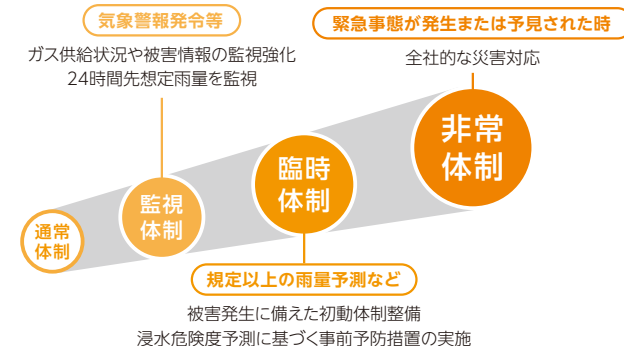 気象警報発令等
ガス供給状況や被害情報の監視強化
24時間先想定雨量を監視
緊急事態が発生または予見された時
全社的な災害対応
通常
体制
監視
体制
臨時
体制
非常
体制
規定以上の雨量予測など
被害発生に備えた初動体制整備
浸水危険度予測に基づく事前予防措置の実施